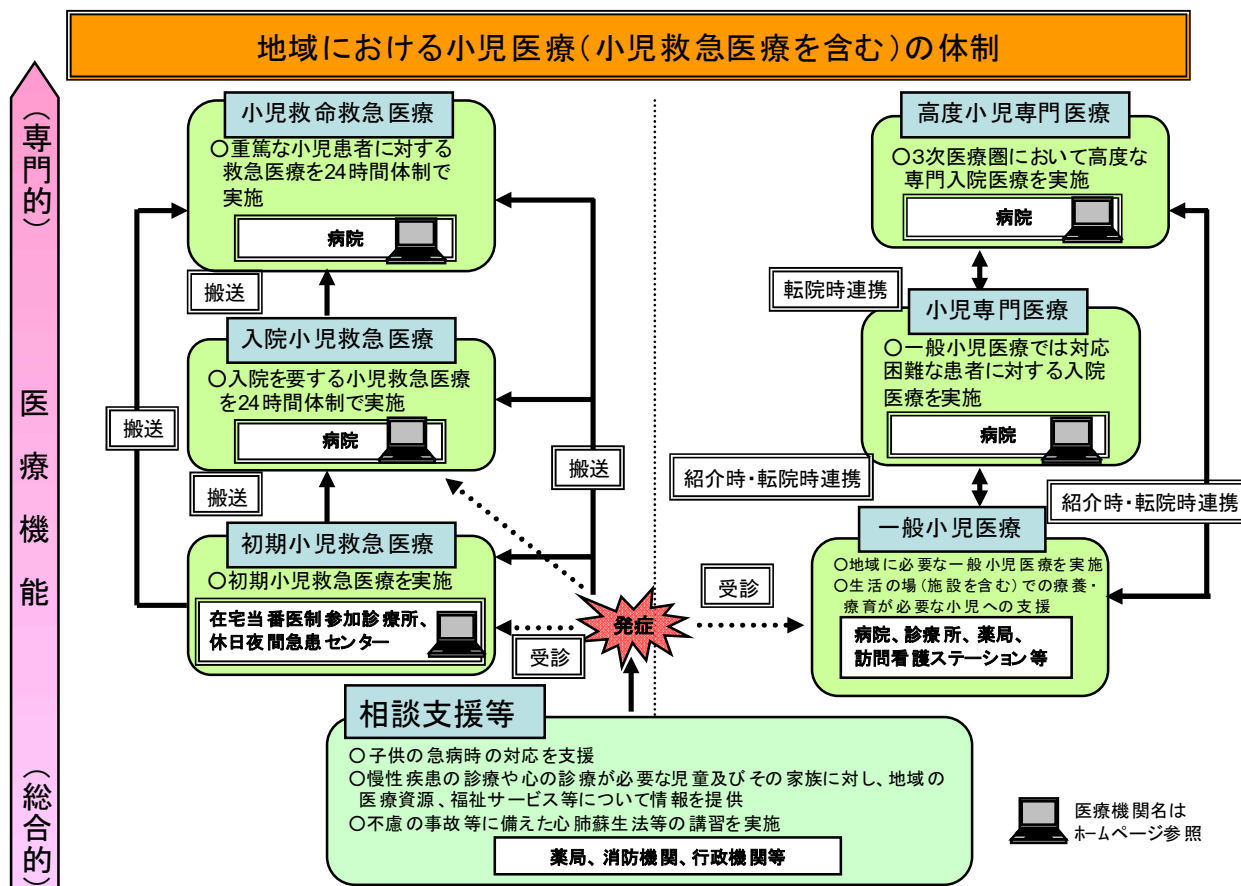 地域における小児医療(小児救急医療を含む)の体制
(専門的)
医療機能
(総合的)
小児救命救急医療
○重篤な小児患者に対する
救急医療を24時間体制で
実施
病院
搬送
入院小児救急医療
○入院を要する小児救急医療
を24時間体制で実施
病院
搬送
搬送
搬送
初期小児救急医療
○初期小児救急医療を実施
在宅当番医制参加診療所、
休日夜間急患センター
受診
発症
受診
高度小児専門医療
○3次医療圏において高度な
専門入院医療を実施
病院
転院時連携
小児専門医療
○一般小児医療では対応
困難な患者に対する入院
医療を実施
病院
紹介時・転院時連携
紹介時・転院時連携
一般小児医療
○地域に必要な一般小児医療を実施
○生活の場(施設を含む)での療養・
療育が必要な小児への支援
病院、診療所、薬局、
訪問看護ステーション等
相談支援等
○子供の急病時の対応を支援
○慢性疾患の診療や心の診療が必要な児童及びその家族に対し、地域の
医療資源、福祉サービス等について情報を提供
○不慮の事故等に備えた心肺蘇生法等の講習を実施
薬局、消防機関、行政機関等
医療機関名は
ホームページ参照